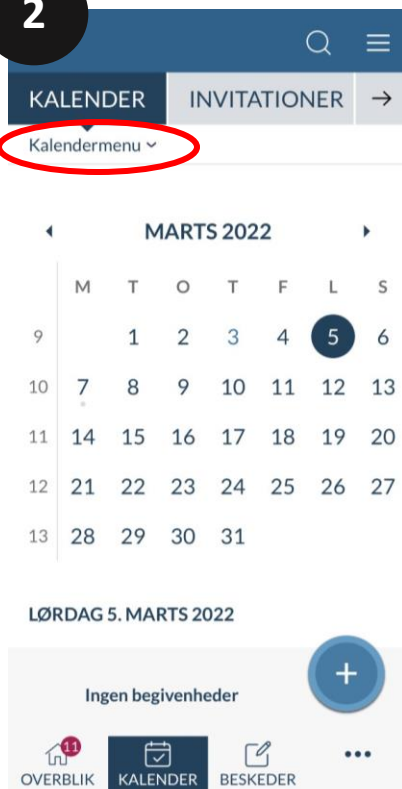 2
KALENDER INVITATIONER →
Kalendermenu
MARTS 2022
M T O T F L S
9 1 2 3 4 5 6
10 7 8 9 10 11 12 13
11 14 15 16 17 18 19 20
12 21 22 23 24 25 26 27
13 28 29 30 31
LØRDAG 5. MARTS 2022
+
Ingen begivenheder
11
OVERBLIK KALENDER BESKEDER